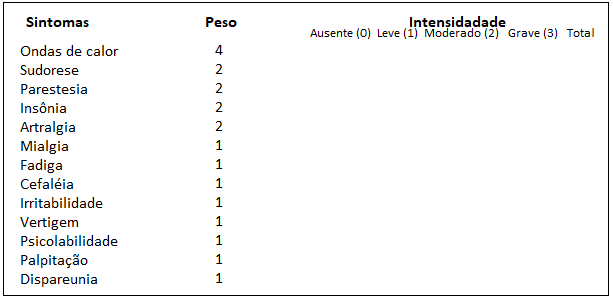 Sintomas Peso Intensidadade
Ausente (0) Leve (1) Moderado (2) Grave (3) Total
Ondas de calor 4
Sudorese 2
Parestesia 2
Insônia 2
Artralgia 2
Mialgia 1
Fadiga 1
Cefaléia 1
Irritabilidade 1
Vertigem 1
Psicolabilidade 1
Palpitação 1
Dispareunia 1